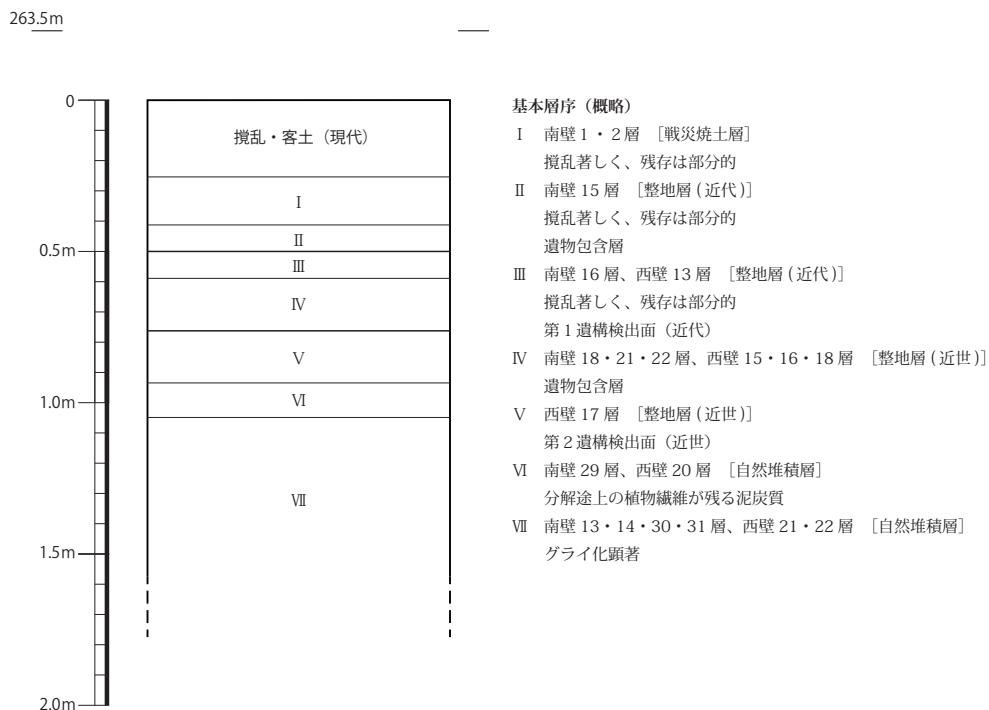 263.5m
0
0.5m
1.0m
1.5m
2.0m
撹乱・客土（現代）
Ⅰ
Ⅱ
Ⅲ
Ⅳ
Ⅴ
Ⅵ
Ⅶ
基本層序（概略）
Ⅰ 南壁 1・2 層 ［戦災焼土層］
撹乱著しく、残存は部分的
Ⅱ 南壁 15 層 ［整地層 ( 近代 )］
撹乱著しく、残存は部分的
遺物包含層
Ⅲ 南壁 16 層、西壁 13 層 ［整地層 ( 近代 )］
撹乱著しく、残存は部分的
第 1 遺構検出面（近代）
Ⅳ 南壁 18・21・22 層、西壁 15・16・18 層 ［整地層 ( 近世 )］
遺物包含層
Ⅴ 西壁 17 層 ［整地層 ( 近世 )］
第 2 遺構検出面（近世）
Ⅵ 南壁 29 層、西壁 20 層 ［自然堆積層］
分解途上の植物繊維が残る泥炭質
Ⅶ 南壁 13・14・30・31 層、西壁 21・22 層 ［自然堆積層］
グライ化顕著